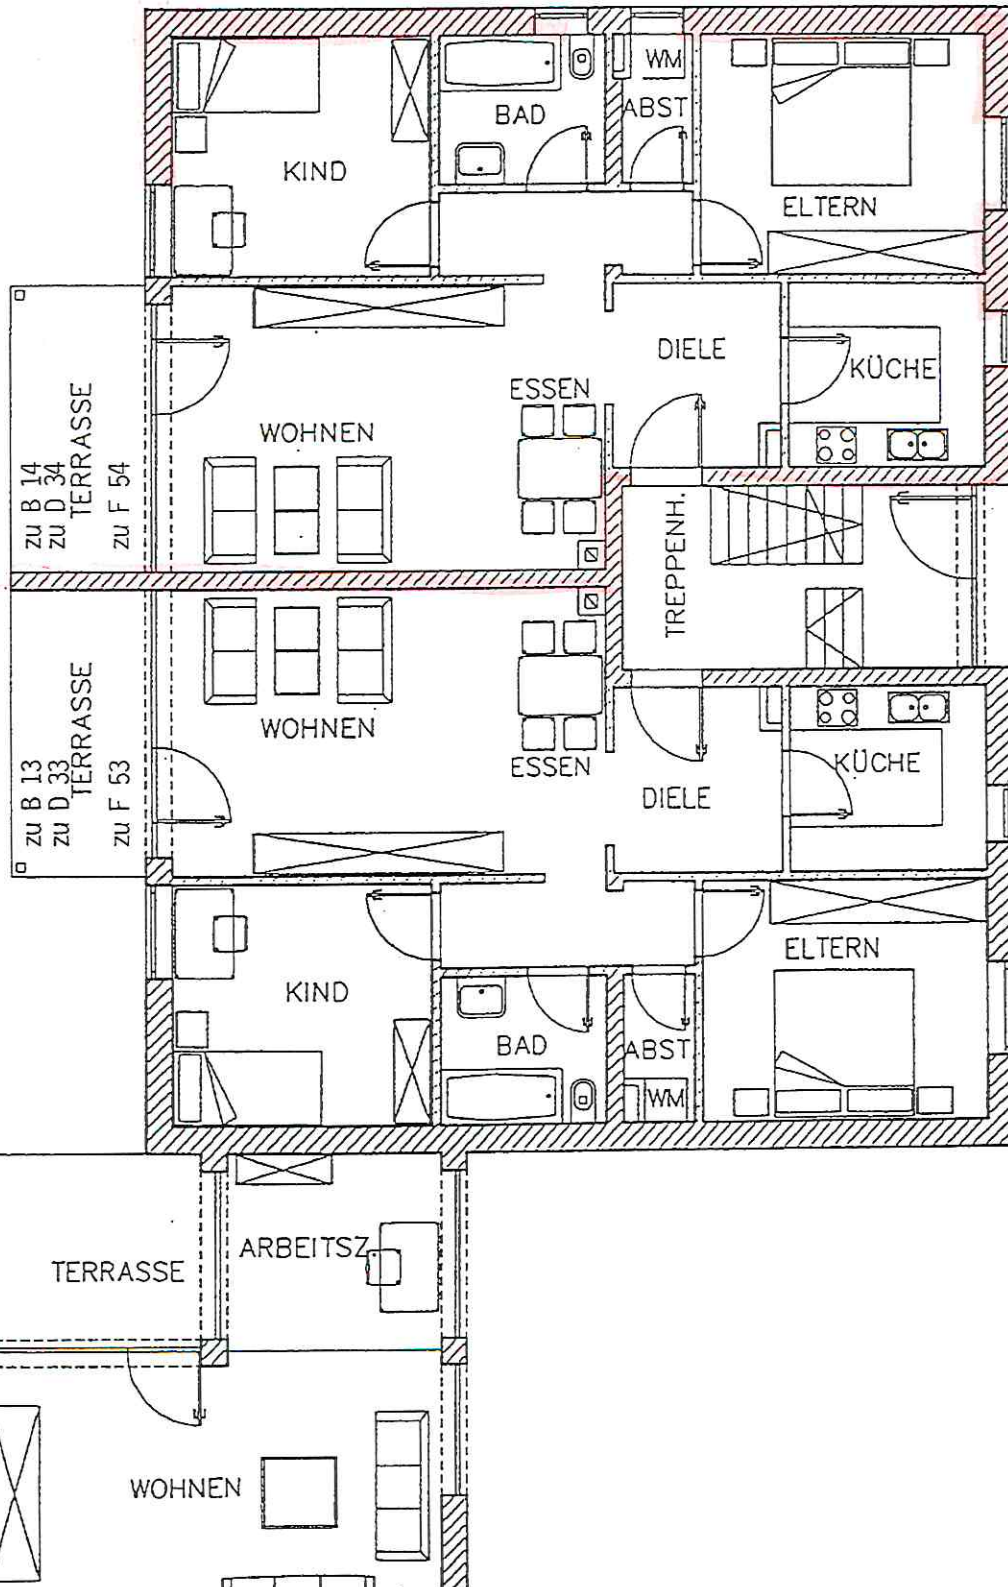 WM
BAD
ABST
KIND
ELTERN
DIELE
KÜCHE
ESSEN
WOHNEN
zu B 14
zu D 34
TERRASSE
zu F 54
TREPPENH.
zu B 13
zu D 33
TERRASSE
zu F 53
WOHNEN
ESSEN
DIELE
KÜCHE
ELTERN
KIND
BAD
ABST
WM
TERRASSE
ARBEITSZ
WOHNEN